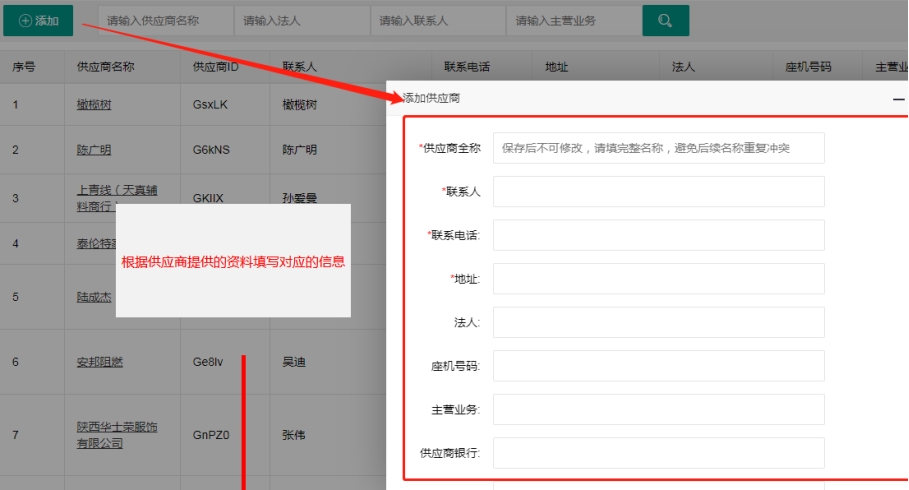 添加
请输入供应商名称
请输入法人
请输入联系人
请输入主营业务
序号 供应商名称 供应商ID 联系人 联系电话 地址 法人 座机号码 主营业
1 橄榄树 GsxLK 橄榄树
2 陈广明 G6kNS 陈广明
3 上青线（天真辅 GKIIX 孙爱曼
料商行）
4 泰伦特
5 陆成杰
6 安邦阻燃 Ge8lv 吴迪
7 陕西华士荣服饰 GnPZ0 张伟
有限公司
根据供应商提供的资料填写对应的信息
添加供应商
*供应商全称 保存后不可修改，请填完整名称，避免后续名称重复冲突
*联系人
*联系电话:
*地址:
法人:
座机号码:
主营业务:
供应商银行: